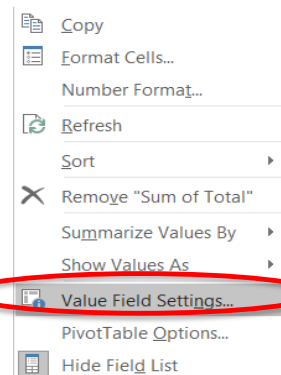 Copy
Format Cells...
Number Format...
Refresh
Sort
Remove "Sum of Total"
Summarize Values By
Show Values As
Value Field Settings...
PivotTable Options...
Hide Field List